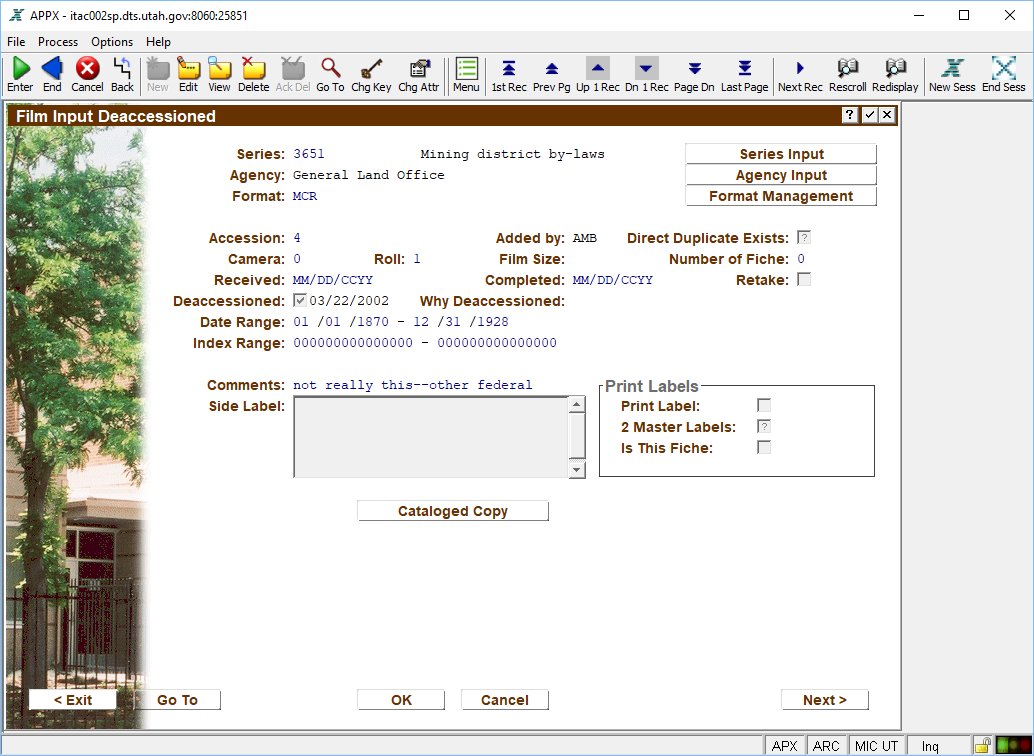 APPX - itac002sp.dts.utah.gov:8060:25851
File Process Options Help
Enter End Cancel Back New Edit View Delete Ack Del Go To Chg Key Chg Attr Menu 1st Rec Prev Pg Up 1 Rec Dn 1 Rec Page Dn Last Page Next Rec Rescroll Redisplay New Sess End Sess
Film Input Deaccessioned
Series: 3651 Mining district by-laws Series Input
Agency: General Land Office Agency Input
Format: MCR Format Management
Accession: 4 Added by: AMB Direct Duplicate Exists: ?
Camera: 0 Roll: 1 Film Size: Number of Fiche: 0
Received: MM/DD/CCYY Completed: MM/DD/CCYY Retake:
Deaccessioned: 03/22/2002 Why Deaccessioned:
Date Range: 01 /01 /1870 - 12 /31 /1928
Index Range: 000000000000000 - 000000000000000
Comments: not really this--other federal Print Labels
Side Label: Print Label:
2 Master Labels: ?
Is This Fiche:
Cataloged Copy
< Exit Go To OK Cancel Next >
APX ARC MIC UT Inq